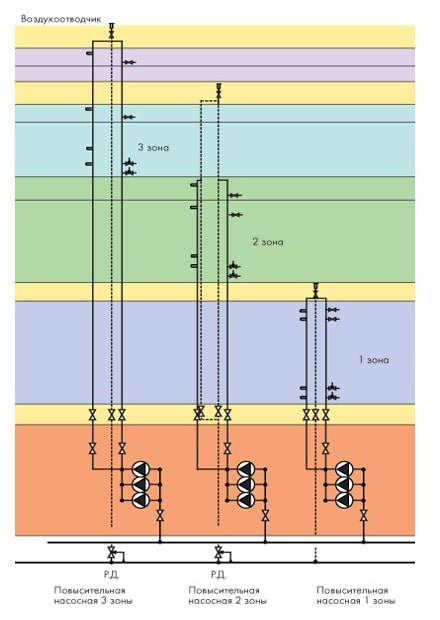 Воздухоотводчик
3 зона
2 зона
1 зона
Р.Д.
Р.Д.
Повысительная
насосная 3 зоны
Повысительная
насосная 2 зоны
Повысительная
насосная 1 зоны